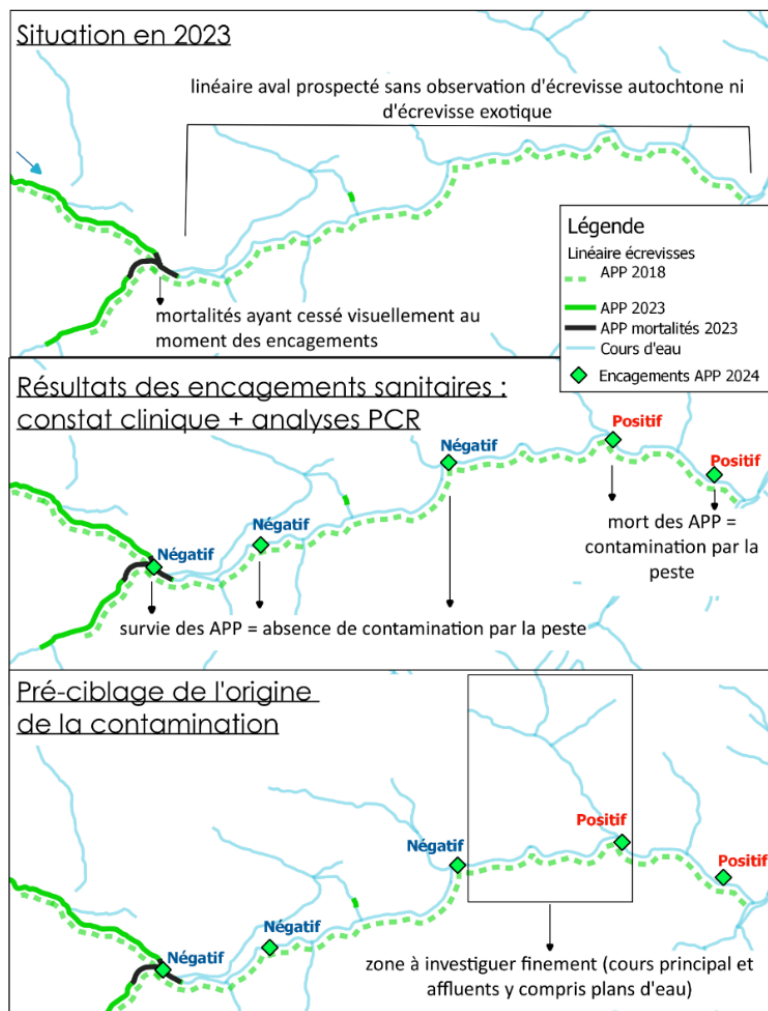 Situation en 2023
linéaire aval prospecté sans observation d'écrevisse autochtone ni
d'écrevisse exotique
mortalités ayant cessé visuellement au
moment des encagements
Légende
Linéaire écrevisses
APP 2018
APP 2023
APP mortalités 2023
Cours d'eau
Encagements APP 2024
Résultats des encagements sanitaires :
constat clinique + analyses PCR
Négatif
Négatif
Négatif
Positif
Positif
mort des APP =
contamination par la
peste
survie des APP = absence de contamination par la peste
Pré-ciblage de l'origine
de la contamination
Négatif
Négatif
Négatif
Positif
Positif
zone à investiguer finement (cours principal et
affluents y compris plans d'eau)